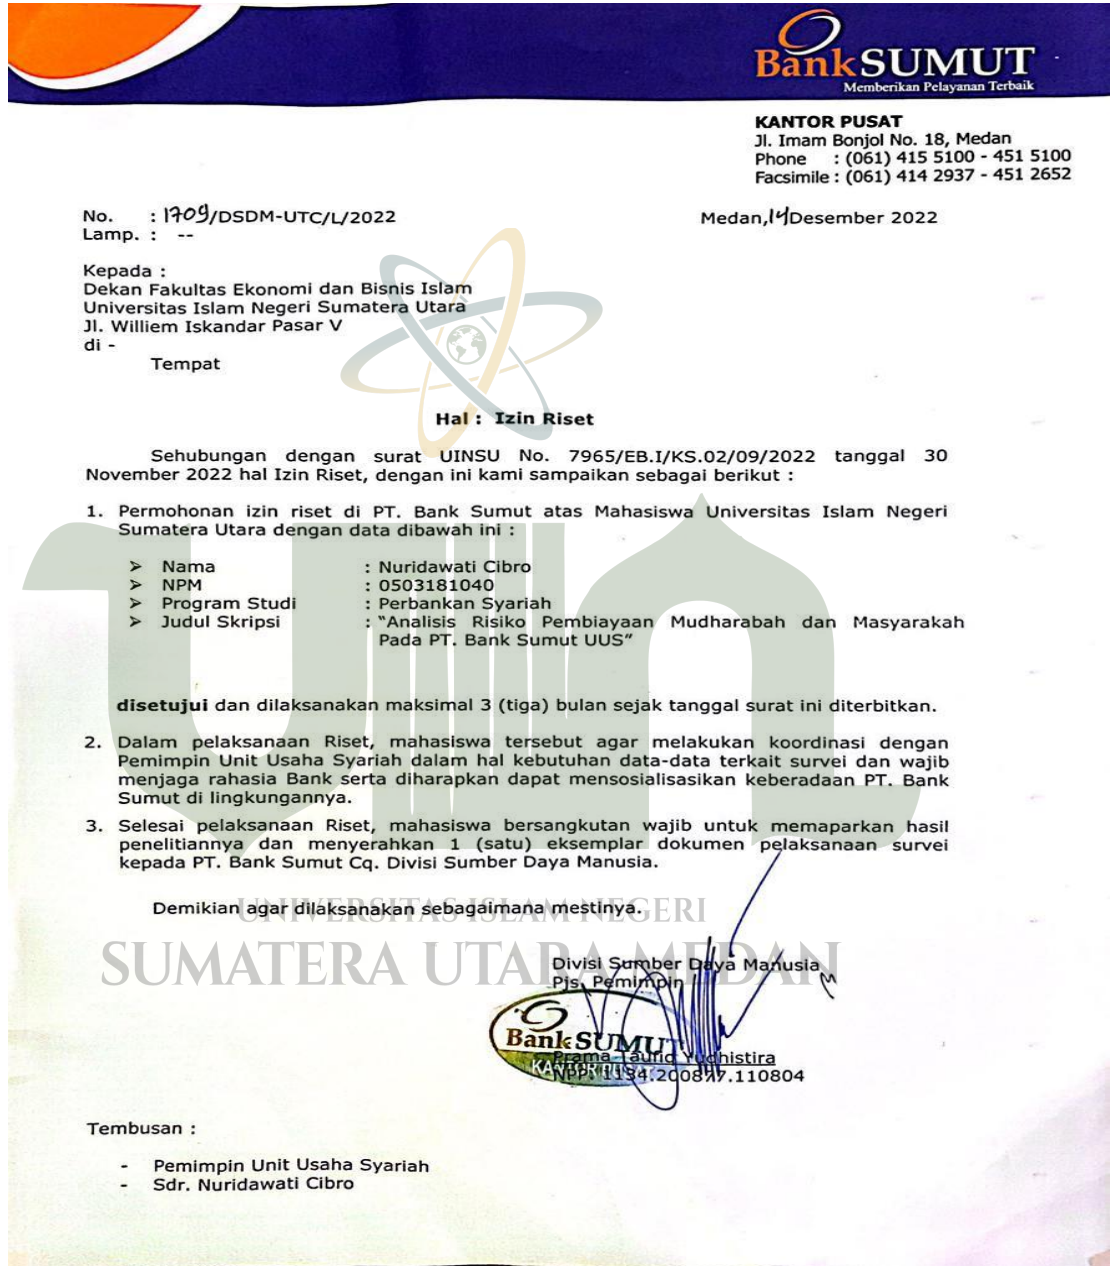 BankSUMUT
Memberikan Pelayanan Terbaik
KANTOR PUSAT
Jl. Imam Bonjol No. 18, Medan
Phone : (061) 415 5100 - 451 5100
Facsimile : (061) 414 2937 - 451 2652
No. : 1709/DSDM-UTC/L/2022
Medan,14Desember 2022
Lamp. : --
Kepada :
Dekan Fakultas Ekonomi dan Bisnis Islam
Universitas Islam Negeri Sumatera Utara
Jl. Williem Iskandar Pasar V
di -
Tempat
Hal : Izin Riset
Sehubungan dengan surat UINSU No. 7965/EB.I/KS.02/09/2022 tanggal 30
November 2022 hal Izin Riset, dengan ini kami sampaikan sebagai berikut :
1. Permohonan izin riset di PT. Bank Sumut atas Mahasiswa Universitas Islam Negeri
Sumatera Utara dengan data dibawah ini :
➤ Nama : Nuridawati Cibro
➤ NPM : 0503181040
➤ Program Studi : Perbankan Syariah
➤ Judul Skripsi : “Analisis Risiko Pembiayaan Mudharabah dan Masyarakah
Pada PT. Bank Sumut UUS”
disetujui dan dilaksanakan maksimal 3 (tiga) bulan sejak tanggal surat ini diterbitkan.
2. Dalam pelaksanaan Riset, mahasiswa tersebut agar melakukan koordinasi dengan
Pemimpin Unit Usaha Syariah dalam hal kebutuhan data-data terkait survei dan wajib
menjaga rahasia Bank serta diharapkan dapat mensosialisasikan keberadaan PT. Bank
Sumut di lingkungannya.
3. Selesai pelaksanaan Riset, mahasiswa bersangkutan wajib untuk memaparkan hasil
penelitiannya dan menyerahkan 1 (satu) eksemplar dokumen pelaksanaan survei
kepada PT. Bank Sumut Cq. Divisi Sumber Daya Manusia.
Demikian agar dilaksanakan sebagaimana mestinya.
UNIVERSITAS ISLAM NEGERI
SUMATERA UTARA MEDAN
Divisi Sumber Daya Manusia
Pjs. Pemimpin
BankSUMUT
KANTOR PUSAT
Prama Taufiq Yudhistira
NPP. 1134.200877.110804
Tembusan :
- Pemimpin Unit Usaha Syariah
- Sdr. Nuridawati Cibro
uin